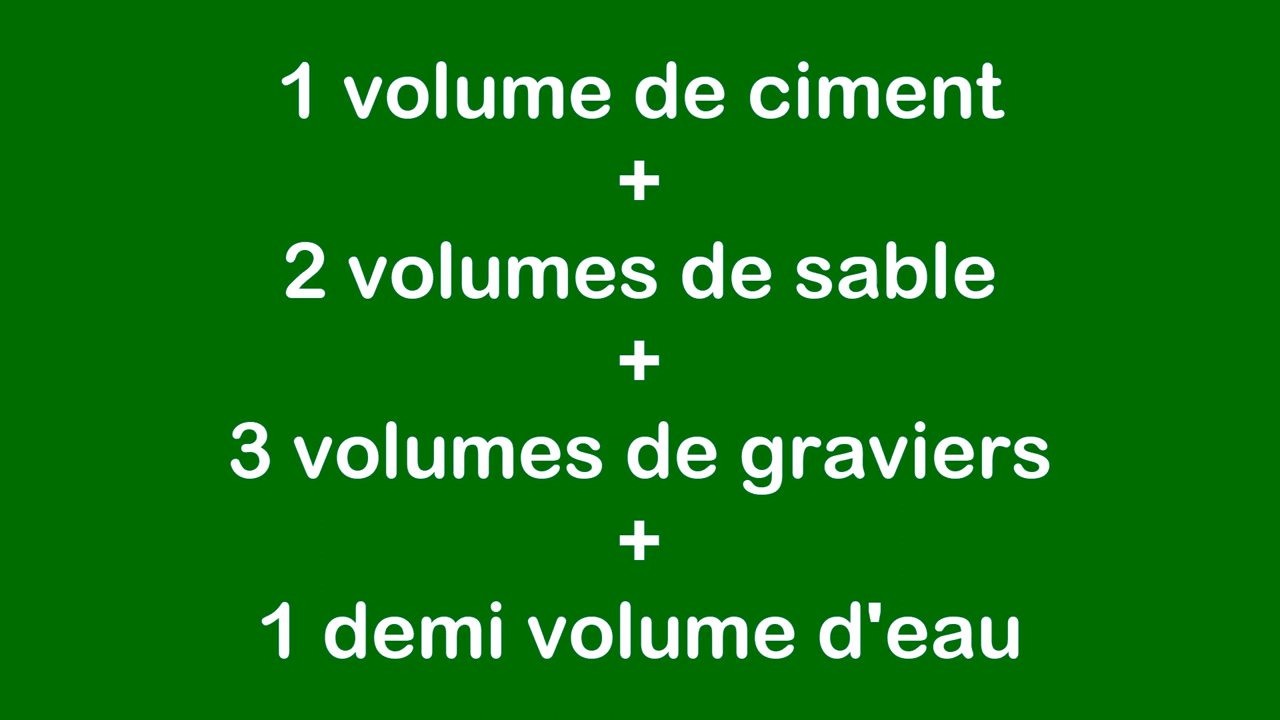 1 volume de ciment
+
2 volumes de sable
+
3 volumes de graviers
+
1 demi volume d'eau